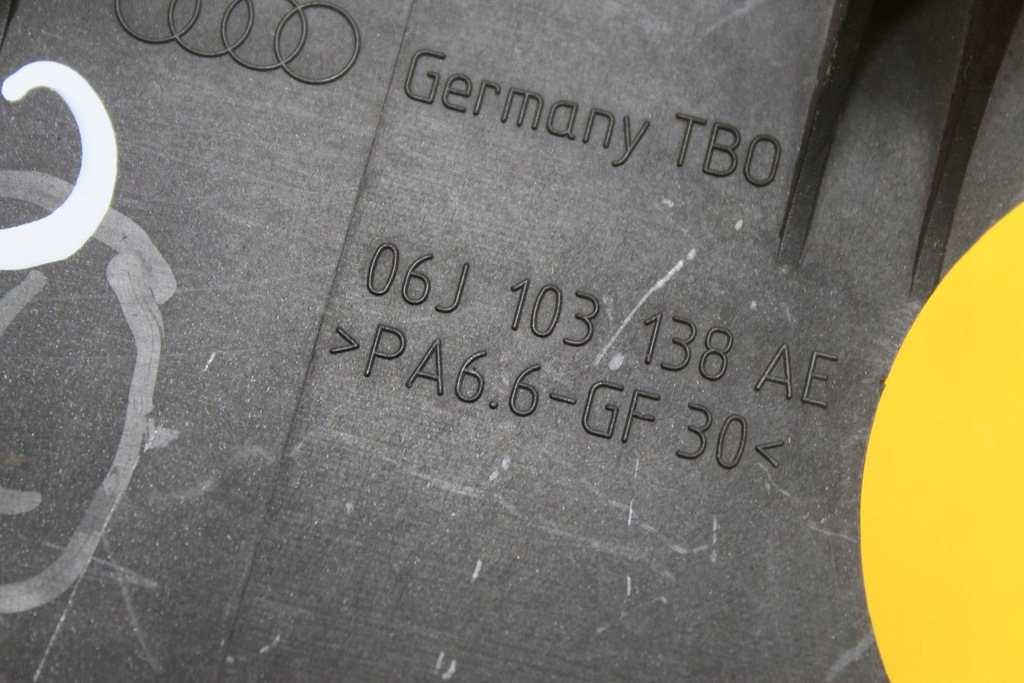 Germany TBO
06J 103 138 AE
>PA6.6-GF 30<